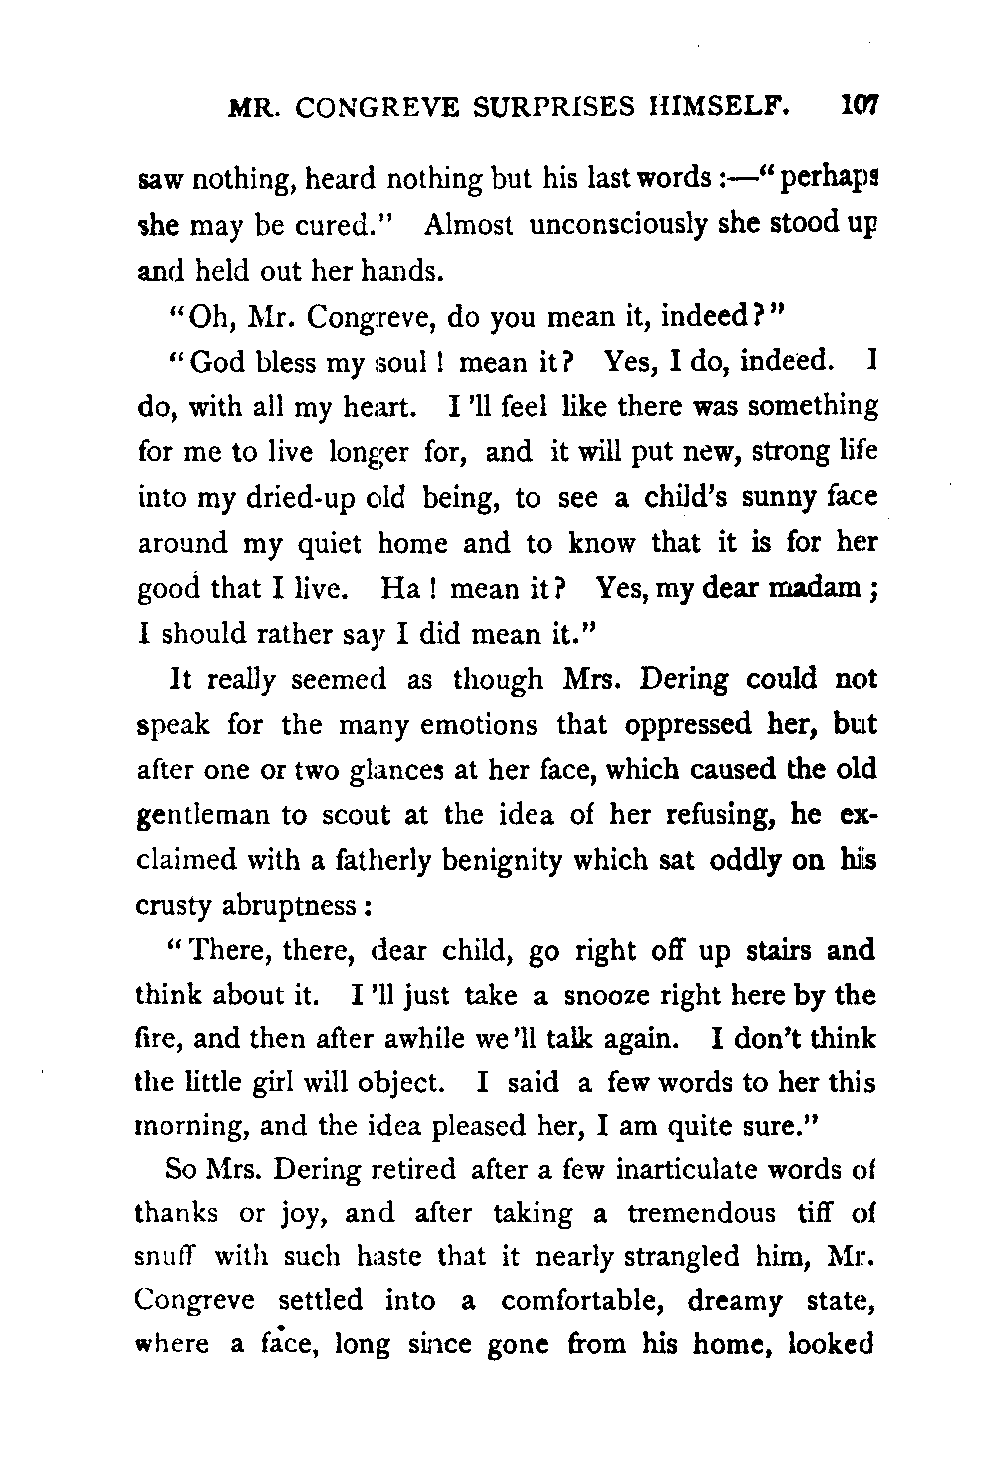 MR. CONGREVE SURPRISES HIMSELF. 107
saw nothing, heard nothing but his last words :—“perhaps
she may be cured.” Almost unconsciously she stood up
and held out her hands.
“Oh, Mr. Congreve, do you mean it, indeed?”
“God bless my soul! mean it? Yes, I do, indeed. I
do, with all my heart. I 'll feel like there was something
for me to live longer for, and it will put new, strong life
into my dried-up old being, to see a child's sunny face
around my quiet home and to know that it is for her
good that I live. Ha! mean it? Yes, my dear madam;
I should rather say I did mean it.”
It really seemed as though Mrs. Dering could not
speak for the many emotions that oppressed her, but
after one or two glances at her face, which caused the old
gentleman to scout at the idea of her refusing, he ex-
claimed with a fatherly benignity which sat oddly on his
crusty abruptness:
“There, there, dear child, go right off up stairs and
think about it. I 'll just take a snooze right here by the
fire, and then after awhile we 'll talk again. I don't think
the little girl will object. I said a few words to her this
morning, and the idea pleased her, I am quite sure.”
So Mrs. Dering retired after a few inarticulate words of
thanks or joy, and after taking a tremendous tiff of
snuff with such haste that it nearly strangled him, Mr.
Congreve settled into a comfortable, dreamy state,
where a face, long since gone from his home, looked